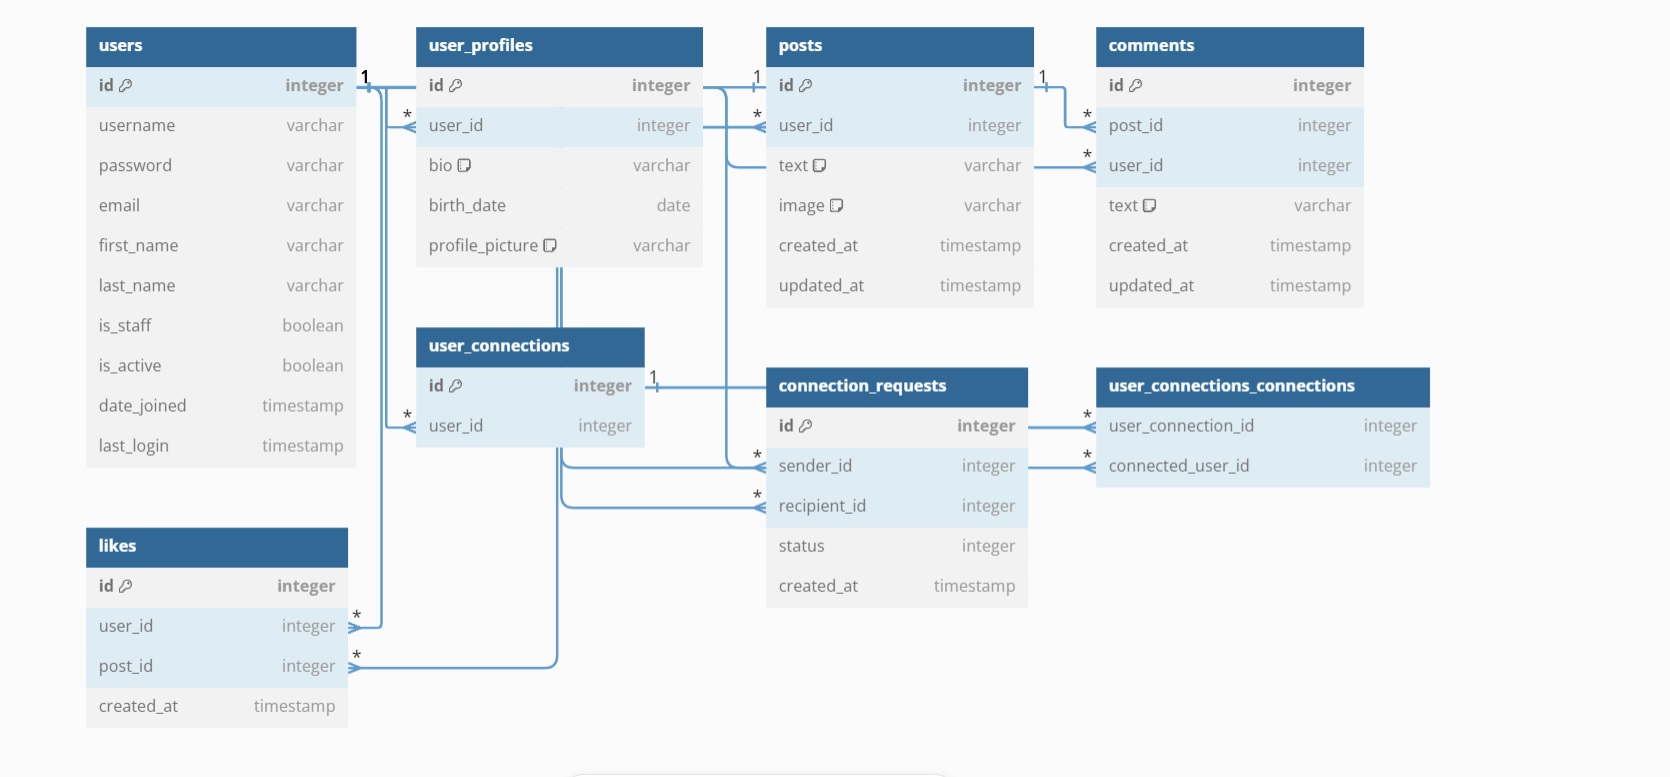 users
id integer
username varchar
password varchar
email varchar
first_name varchar
last_name varchar
is_staff boolean
is_active boolean
date_joined timestamp
last_login timestamp
1
user_profiles
id integer
* user_id integer
bio varchar
birth_date date
profile_picture varchar
1
posts
id integer
* user_id integer
text varchar
image varchar
created_at timestamp
updated_at timestamp
1
comments
id integer
* post_id integer
* user_id integer
text varchar
created_at timestamp
updated_at timestamp
user_connections
id integer 1
* user_id integer
connection_requests
id integer
* sender_id integer
* recipient_id integer
status integer
created_at timestamp
user_connections_connections
* user_connection_id integer
* connected_user_id integer
likes
id integer
user_id integer *
post_id integer *
created_at timestamp